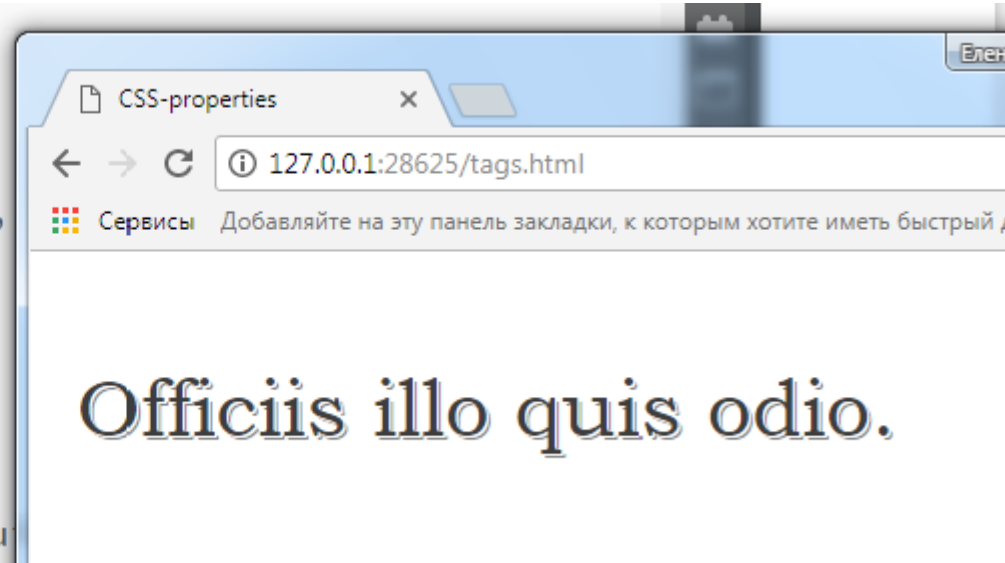 Елен
CSS-properties
127.0.0.1:28625/tags.html
Сервисы Добавляйте на эту панель закладки, к которым хотите иметь быстрый
Officiis illo quis odio.